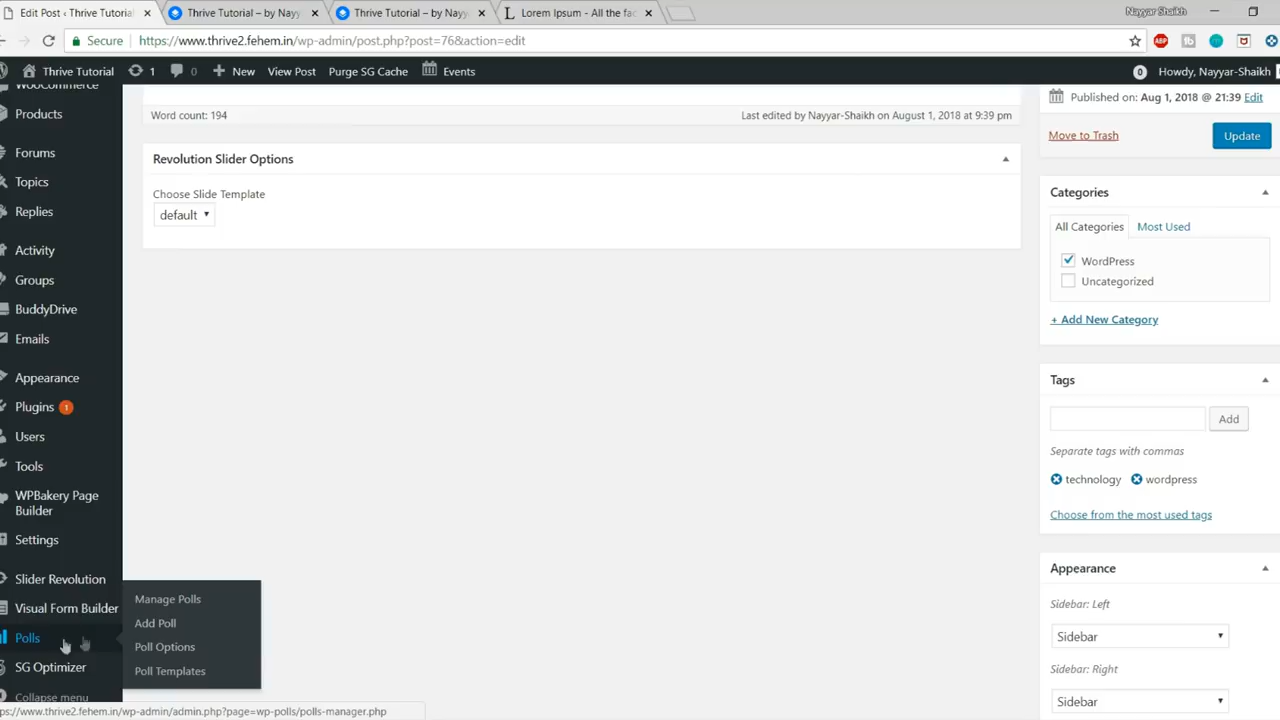 Edit Post ‹ Thrive Tutorial
Thrive Tutorial – by Nayy
Thrive Tutorial – by Nayy
Lorem Ipsum - All the fac
Nayyar Shaikh
Secure
https://www.thrive2.fehem.in/wp-admin/post.php?post=76&action=edit
Thrive Tutorial
1
0
New
View Post
Purge SG Cache
Events
0
Howdy, Nayyar-Shaikh
WooCommerce
Products
Forums
Topics
Replies
Activity
Groups
BuddyDrive
Emails
Appearance
Plugins 1
Users
Tools
WPBakery Page
Builder
Settings
Slider Revolution
Visual Form Builder
Polls
SG Optimizer
Collapse menu
Manage Polls
Add Poll
Poll Options
Poll Templates
ps://www.thrive2.fehem.in/wp-admin/admin.php?page=wp-polls/polls-manager.php
Word count: 194
Last edited by Nayyar-Shaikh on August 1, 2018 at 9:39 pm
Revolution Slider Options
Choose Slide Template
default
Published on: Aug 1, 2018 @ 21:39 Edit
Move to Trash
Update
Categories
All Categories
Most Used
WordPress
Uncategorized
+ Add New Category
Tags
Add
Separate tags with commas
technology
wordpress
Choose from the most used tags
Appearance
Sidebar: Left
Sidebar
Sidebar: Right
Sidebar